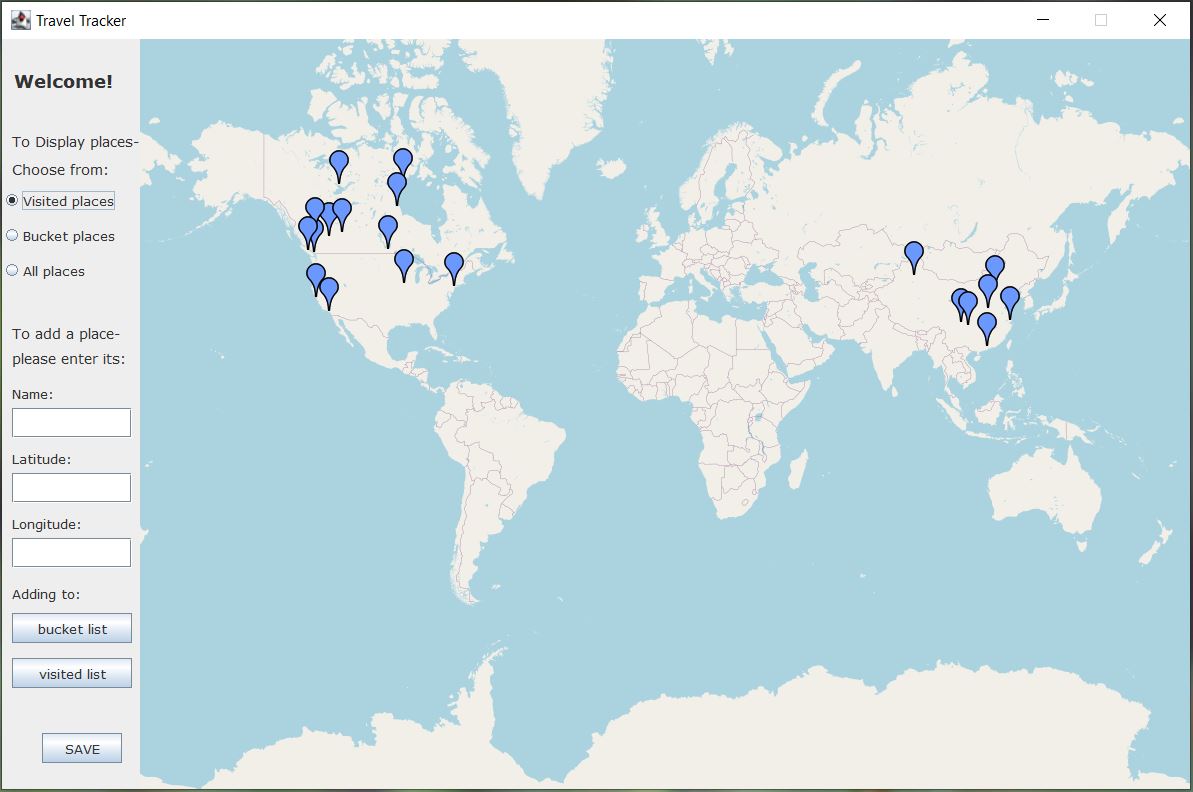 Travel Tracker
Welcome!
To Display places-
Choose from:
Visited places
Bucket places
All places
To add a place-
please enter its:
Name:
Latitude:
Longitude:
Adding to:
bucket list
visited list
SAVE